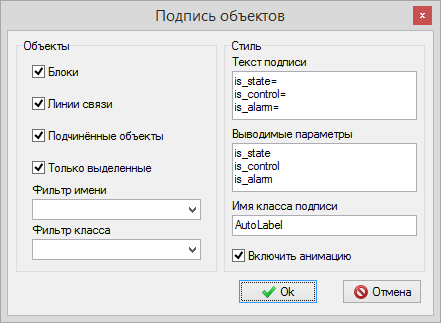 Подпись объектов
Объекты
Блоки
Линии связи
Подчинённые объекты
Только выделенные
Фильтр имени
Фильтр класса
Стиль
Текст подписи
is_state=
is_control=
is_alarm=
Выводимые параметры
is_state
is_control
is_alarm
Имя класса подписи
AutoLabel
Включить анимацию
Ok
Отмена